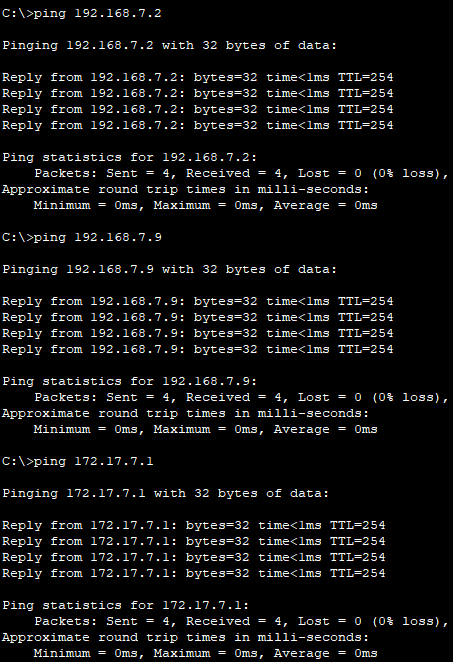 C:\>ping 192.168.7.2
Pinging 192.168.7.2 with 32 bytes of data:
Reply from 192.168.7.2: bytes=32 time<1ms TTL=254
Reply from 192.168.7.2: bytes=32 time<1ms TTL=254
Reply from 192.168.7.2: bytes=32 time<1ms TTL=254
Reply from 192.168.7.2: bytes=32 time<1ms TTL=254
Ping statistics for 192.168.7.2:
    Packets: Sent = 4, Received = 4, Lost = 0 (0% loss),
Approximate round trip times in milli-seconds:
    Minimum = 0ms, Maximum = 0ms, Average = 0ms
C:\>ping 192.168.7.9
Pinging 192.168.7.9 with 32 bytes of data:
Reply from 192.168.7.9: bytes=32 time<1ms TTL=254
Reply from 192.168.7.9: bytes=32 time<1ms TTL=254
Reply from 192.168.7.9: bytes=32 time<1ms TTL=254
Reply from 192.168.7.9: bytes=32 time<1ms TTL=254
Ping statistics for 192.168.7.9:
    Packets: Sent = 4, Received = 4, Lost = 0 (0% loss),
Approximate round trip times in milli-seconds:
    Minimum = 0ms, Maximum = 0ms, Average = 0ms
C:\>ping 172.17.7.1
Pinging 172.17.7.1 with 32 bytes of data:
Reply from 172.17.7.1: bytes=32 time<1ms TTL=254
Reply from 172.17.7.1: bytes=32 time<1ms TTL=254
Reply from 172.17.7.1: bytes=32 time<1ms TTL=254
Reply from 172.17.7.1: bytes=32 time<1ms TTL=254
Ping statistics for 172.17.7.1:
    Packets: Sent = 4, Received = 4, Lost = 0 (0% loss),
Approximate round trip times in milli-seconds:
    Minimum = 0ms, Maximum = 0ms, Average = 0ms